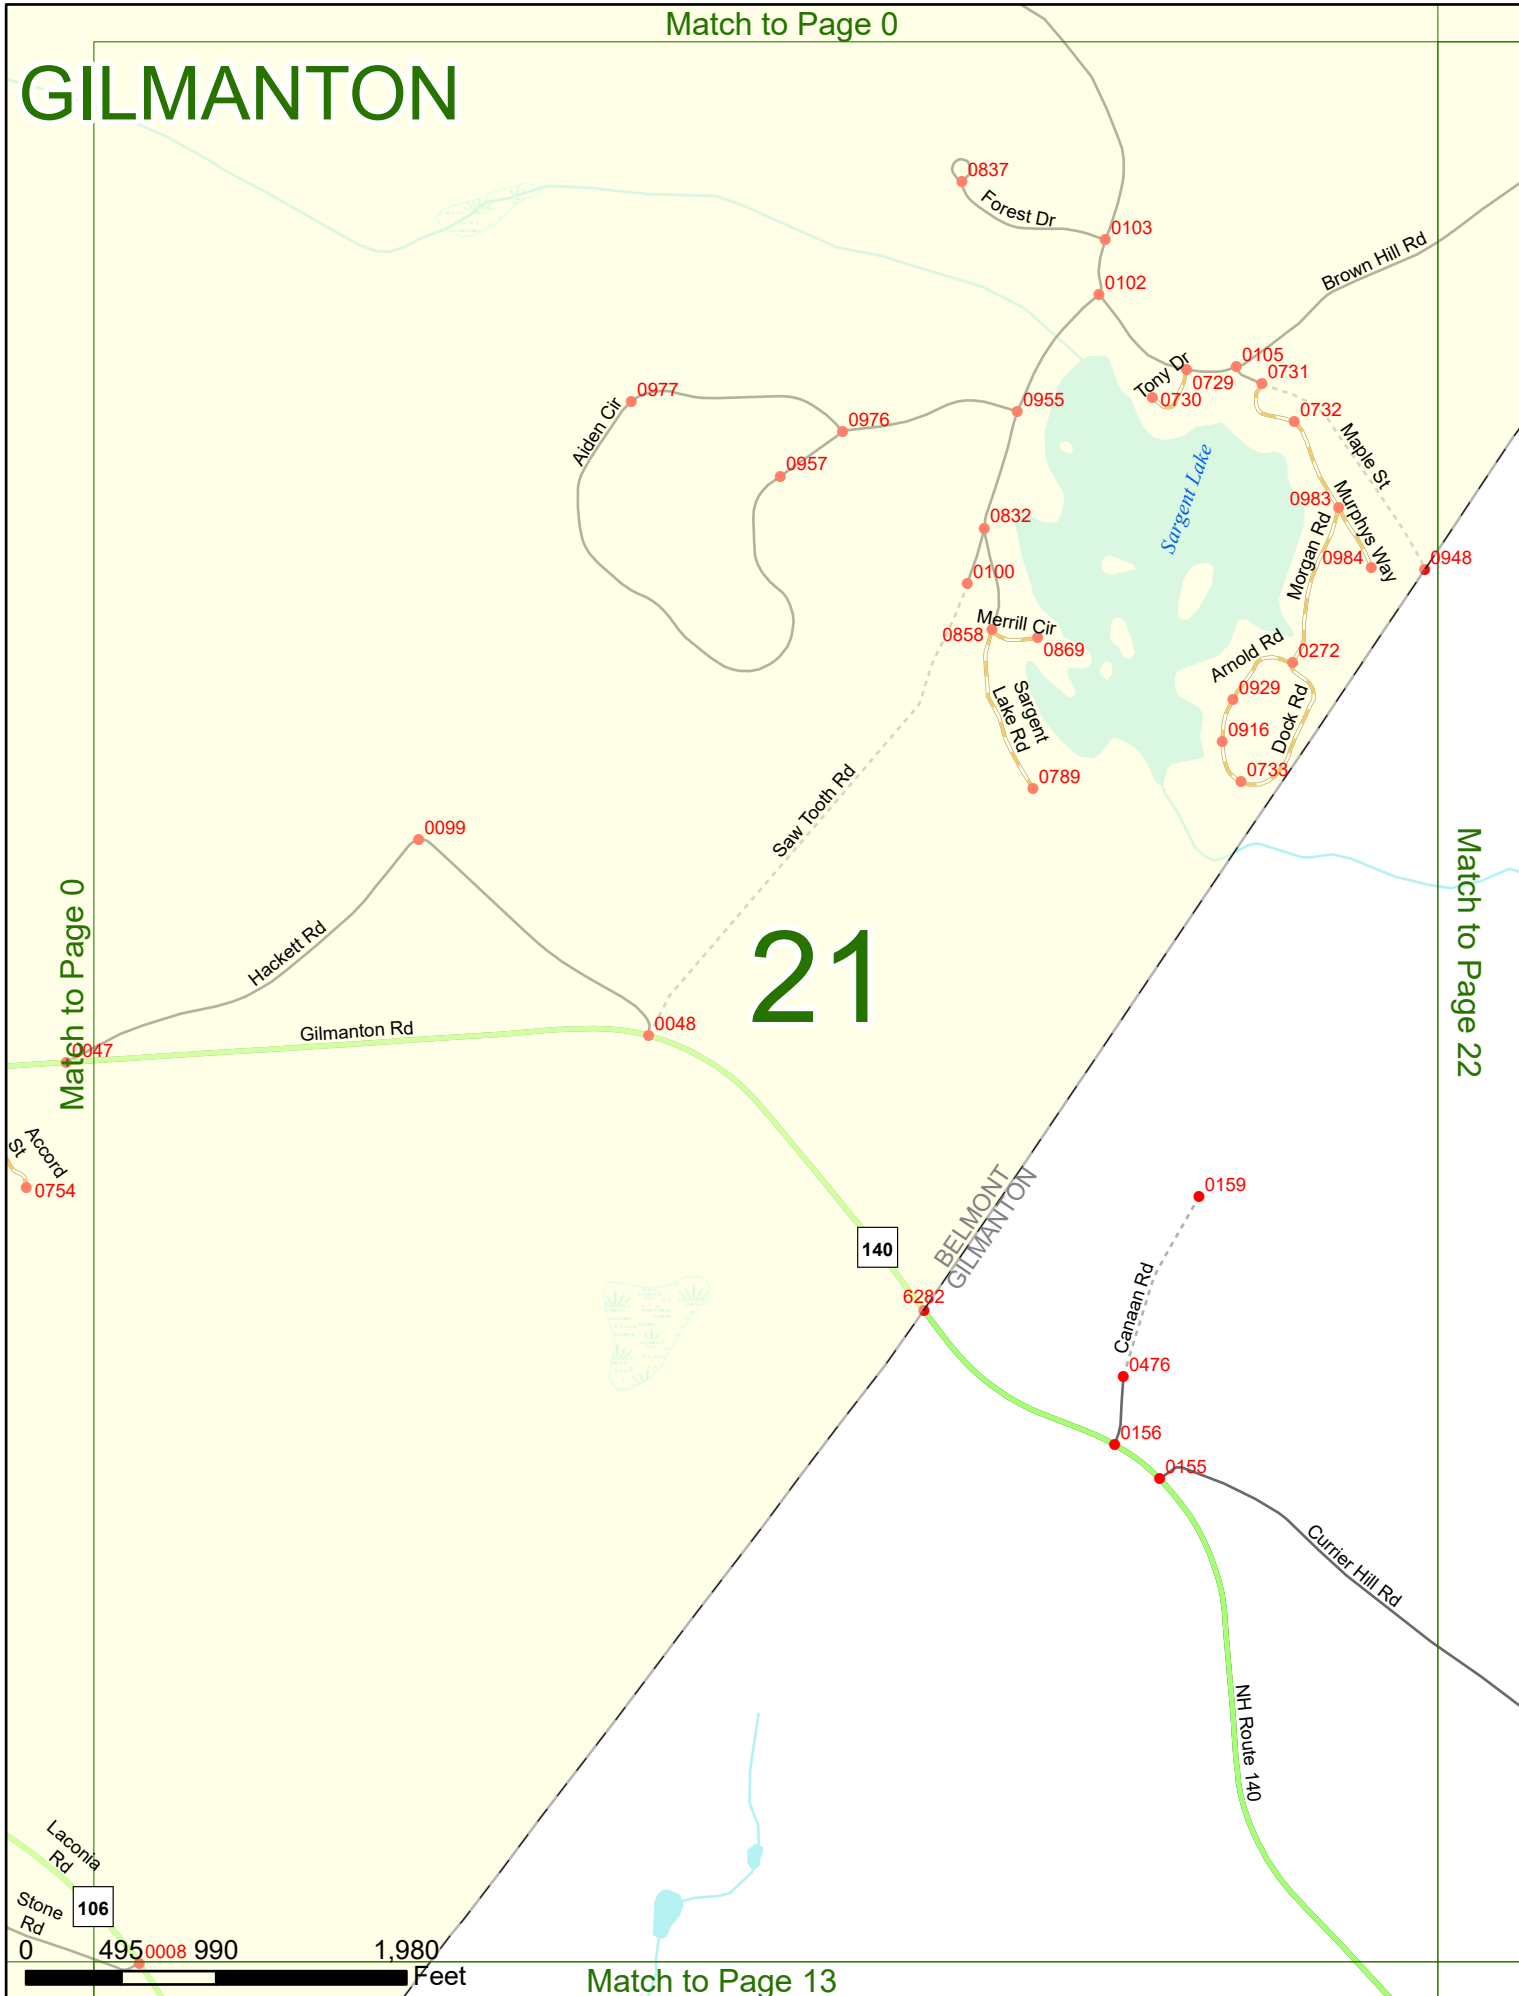 Match to Page 0
GILMANTON
0837
Forest Dr
0103
0102
Brown Hill Rd
0105
0731
Tony Dr
0729
0730
0732
0977
Aiden Cir
0976
0955
0957
Maple St
Sargent Lake
0983
Murphys Way
0832
Morgan Rd
0984
0948
0100
Merrill Cir
0858
0869
Arnold Rd
0272
0929
Sargent
Lake Rd
Dock Rd
0916
0733
0789
Saw Tooth Rd
0099
Match to Page 0
Match to Page 22
Hackett Rd
21
Gilmanton Rd
0048
0047
Accord
St
0754
BELMONT
GILMANTON
0159
140
6282
Canaan Rd
0476
0156
0155
Currier Hill Rd
NH Route 140
Laconia
Rd
106
Stone
Rd
0008
0 495 990 1,980
Feet
Match to Page 13